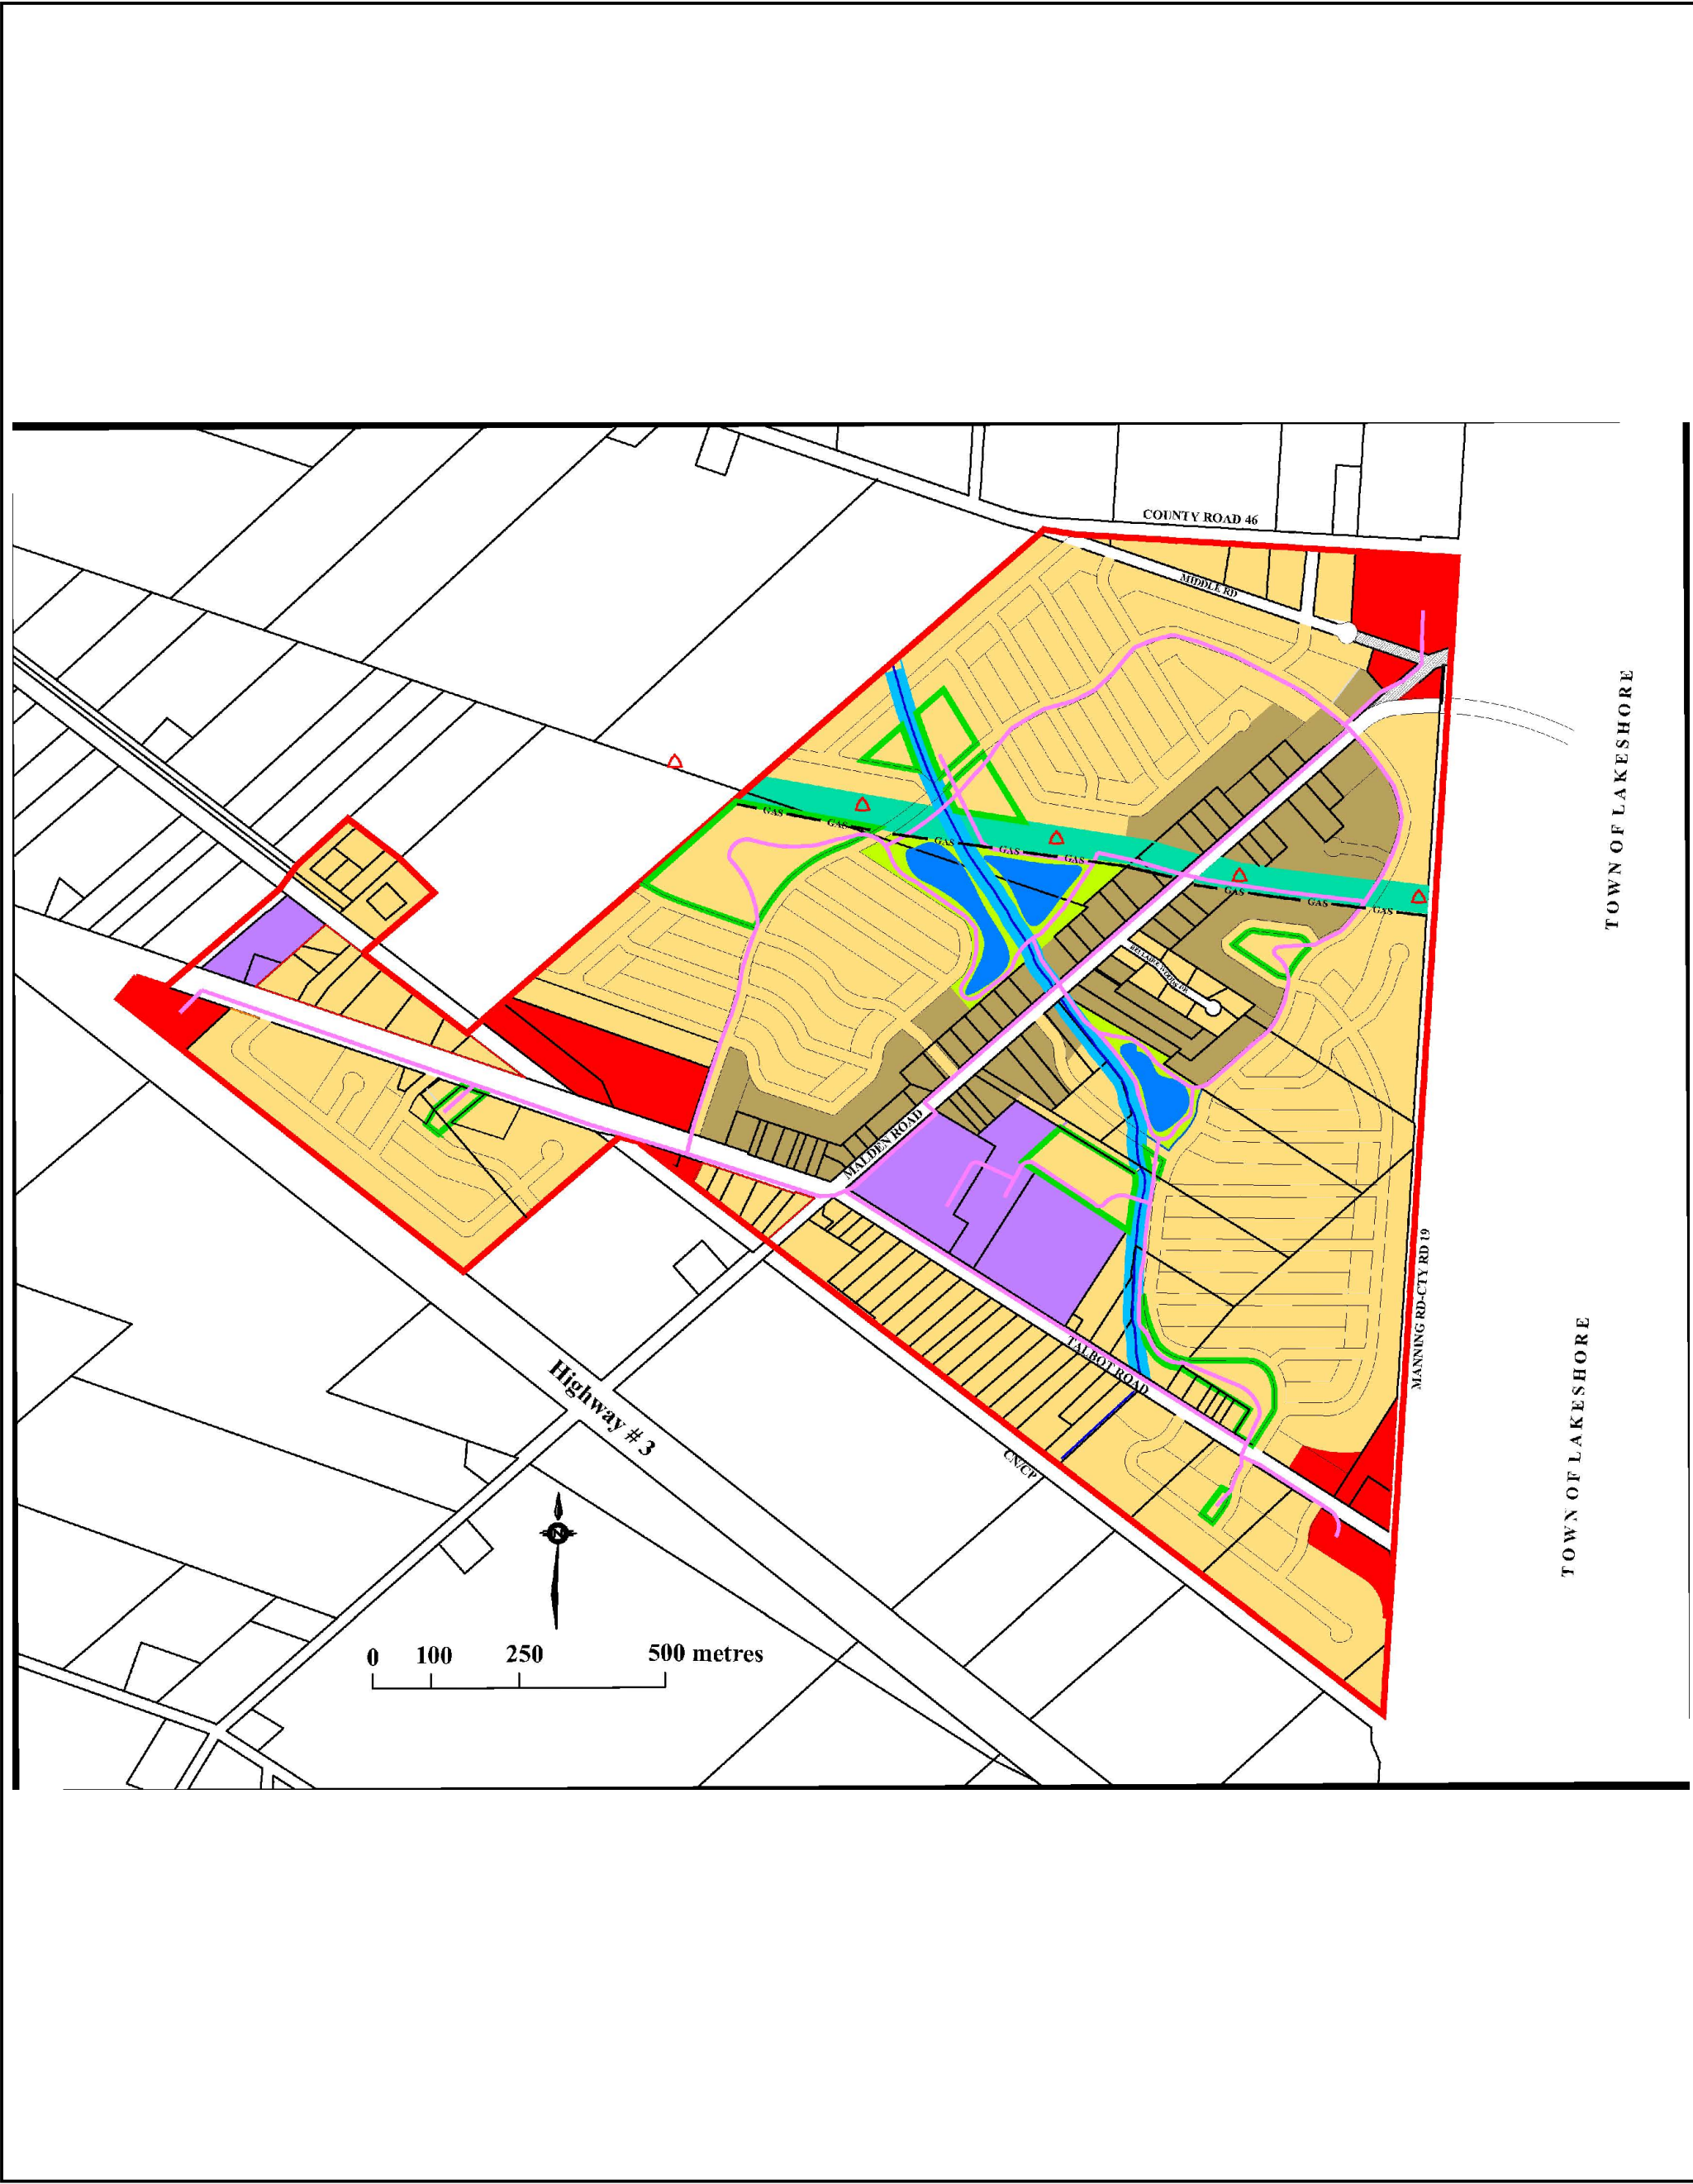 COUNTY ROAD 46
MIDDLE RD
TOWN OF LAKESHORE
GAS
GAS
GAS
GAS
GAS
GAS
GAS
GAS
MALDEN ROAD
MANNING RD-CTY RD 19
TALBOT ROAD
TOWN OF LAKESHORE
Highway # 3
CN/CP
N
0 100 250 500 metres